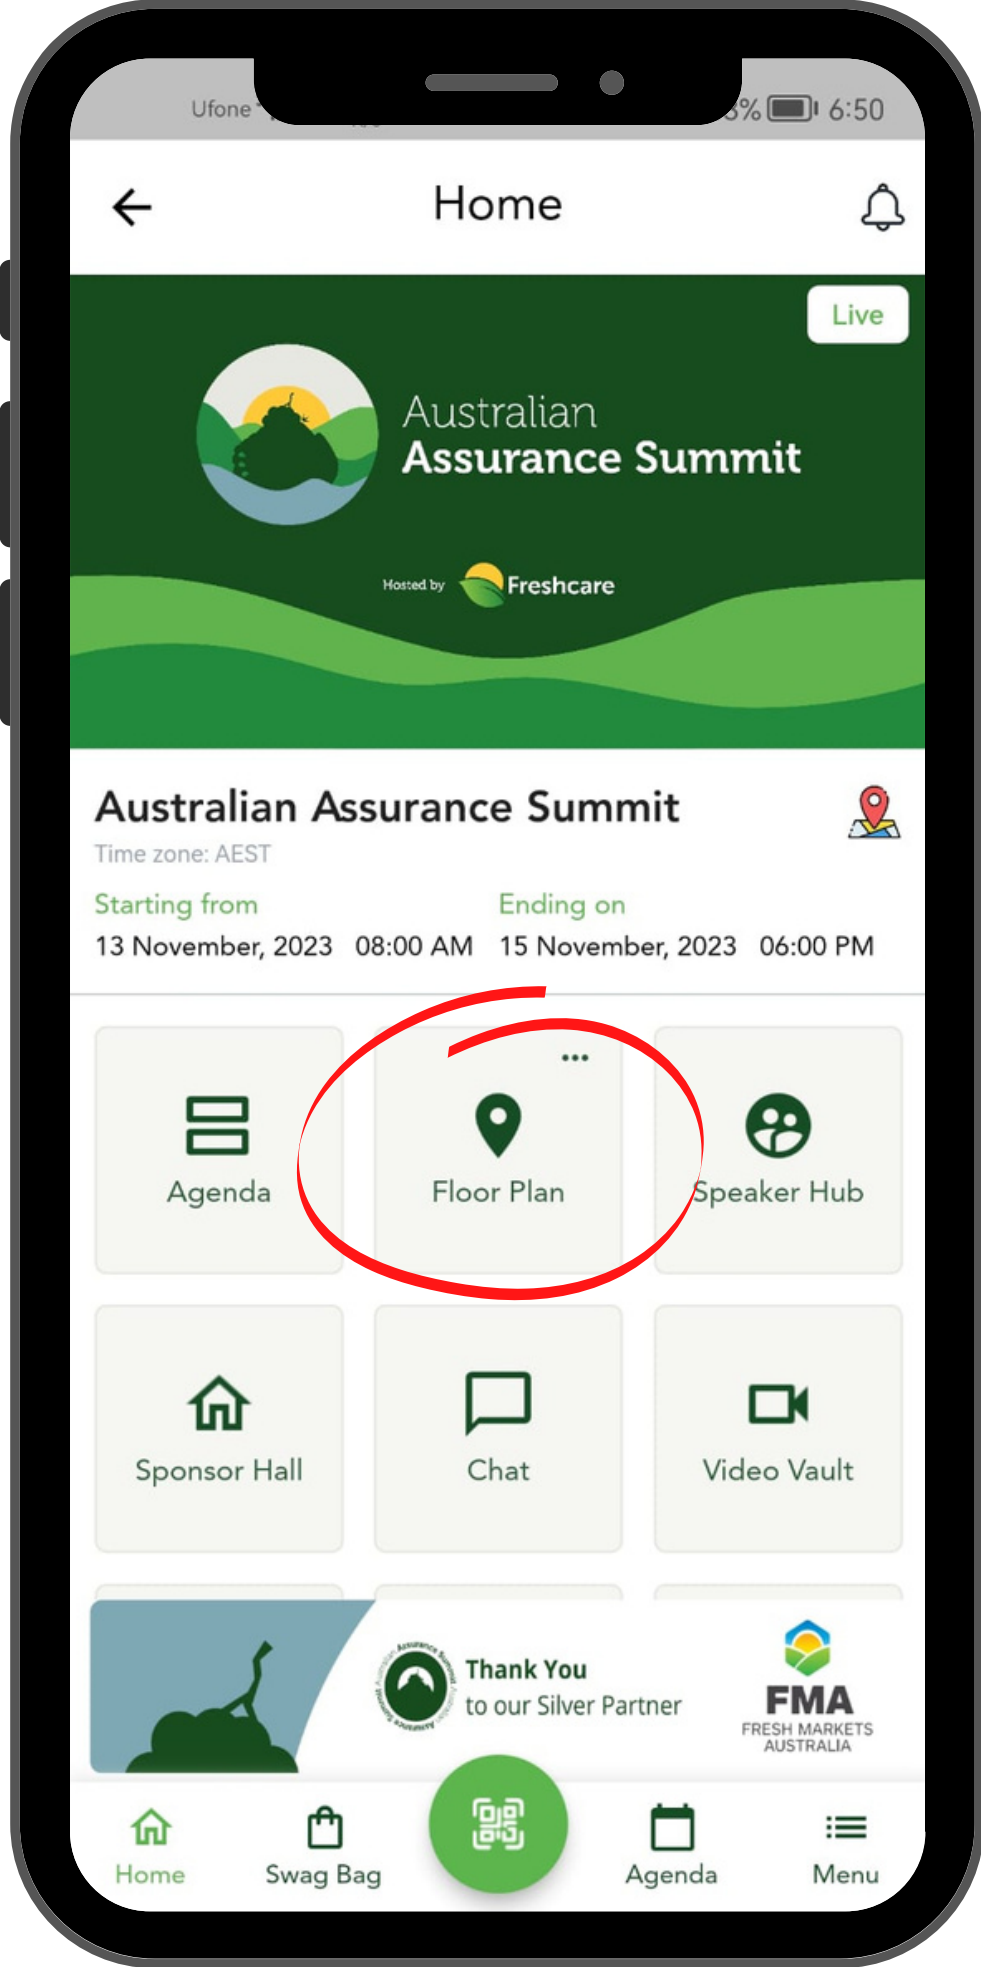 Ufone
% 6:50
Home
Live
Australian
Assurance Summit
Hosted by Freshcare
Australian Assurance Summit
Time zone: AEST
Starting from Ending on
13 November, 2023 08:00 AM 15 November, 2023 06:00 PM
Agenda Floor Plan Speaker Hub
Sponsor Hall Chat Video Vault
Australian Assurance Summit
Thank You
to our Silver Partner
FMA
FRESH MARKETS
AUSTRALIA
Home Swag Bag Agenda Menu